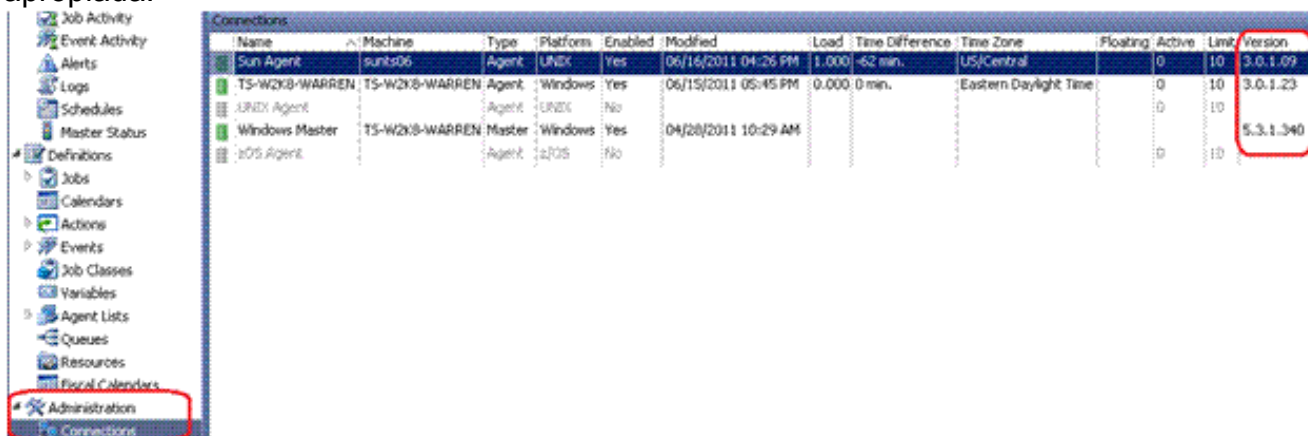 apropiada.
Job Activity
Event Activity
Alerts
Logs
Schedules
Master Status
Definitions
Jobs
Calendars
Actions
Events
Job Classes
Variables
Agent Lists
Queues
Resources
Fiscal Calendars
Administration
Connections
Connections
Name Machine Type Platform Enabled Modified Load Time Difference Time Zone Floating Active Limit Version
Sun Agent sunts06 Agent UNIX Yes 06/16/2011 04:26 PM 1.000 -62 min. US/Central 0 10 3.0.1.09
TS-W2K8-WARREN TS-W2K8-WARREN Agent Windows Yes 06/15/2011 05:45 PM 0.000 0 min. Eastern Daylight Time 0 10 3.0.1.23
UNIX Agent Agent UNIX No 0 10
Windows Master TS-W2K8-WARREN Master Windows Yes 04/28/2011 10:29 AM 5.3.1.340
zOS Agent Agent z/OS No 0 10